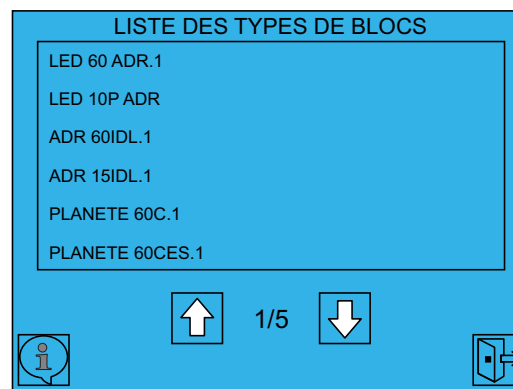 LISTE DES TYPES DE BLOCS
LED 60 ADR.1
LED 10P ADR
ADR 60IDL.1
ADR 15IDL.1
PLANETE 60C.1
PLANETE 60CES.1
1/5
i